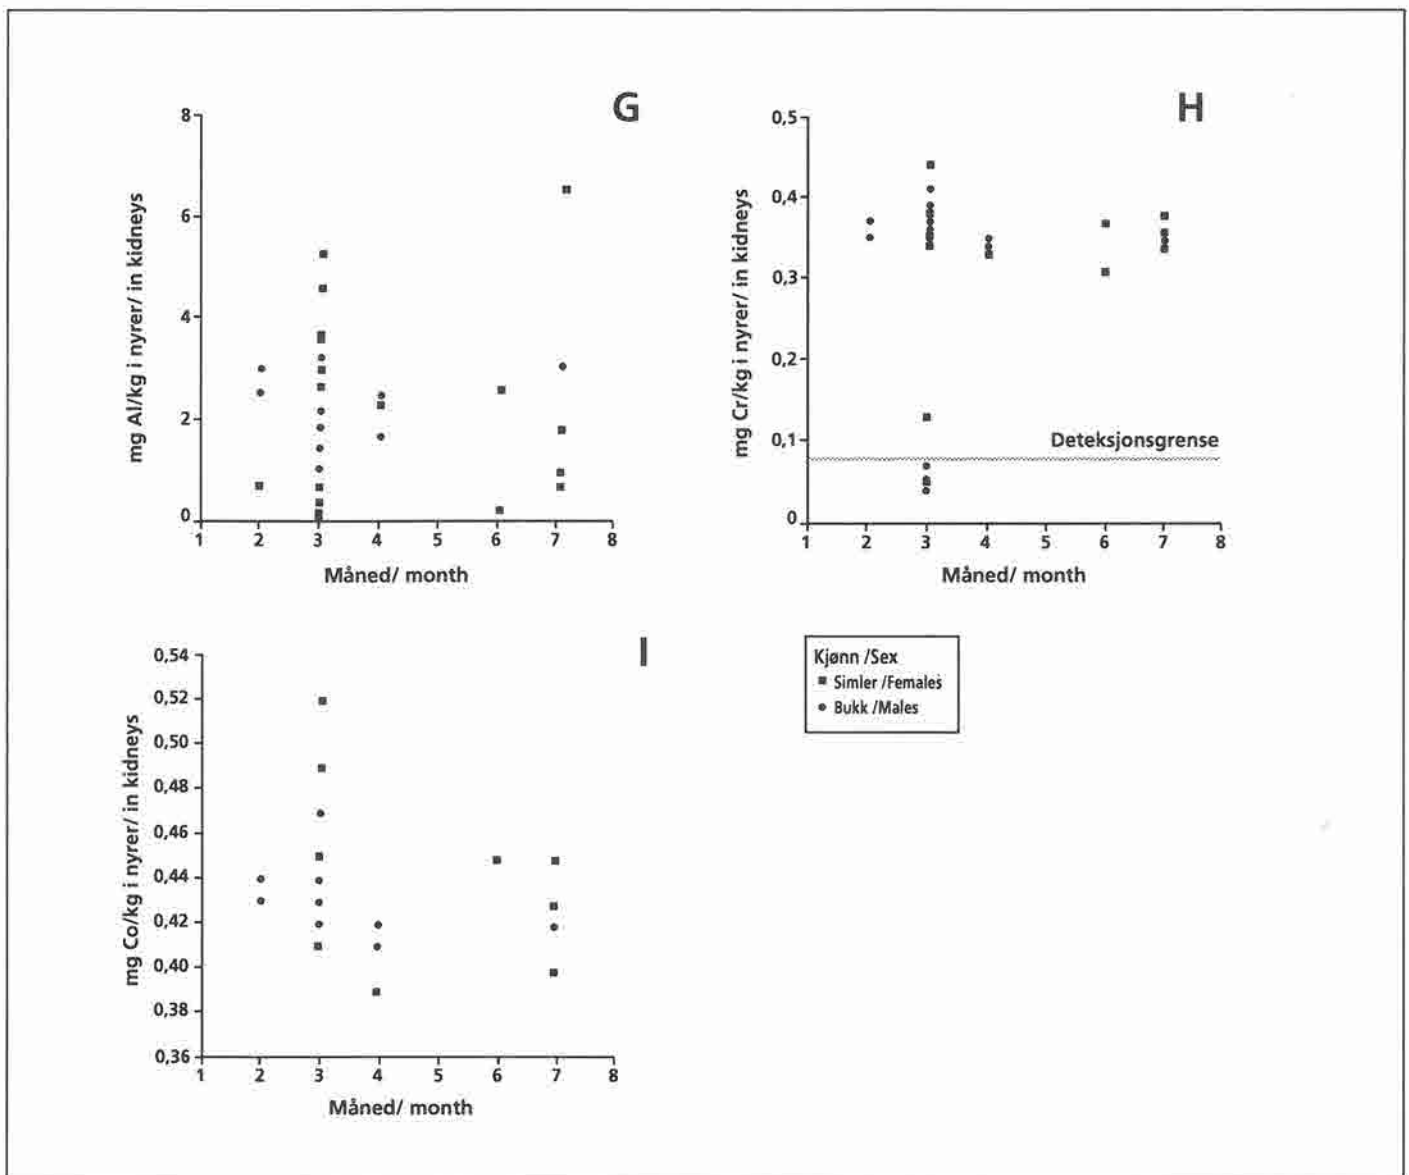 G
8
6
4
2
0
mg Al/kg i nyrer/ in kidneys
1 2 3 4 5 6 7 8
Måned/ month
H
0,5
0,4
0,3
0,2
0,1
0
mg Cr/kg i nyrer/ in kidneys
Deteksjonsgrense
1 2 3 4 5 6 7 8
Måned/ month
I
0,54
0,52
0,50
0,48
0,46
0,44
0,42
0,40
0,38
0,36
mg Co/kg i nyrer/ in kidneys
1 2 3 4 5 6 7 8
Måned/ month
Kjønn /Sex
Simler /Females
Bukk /Males